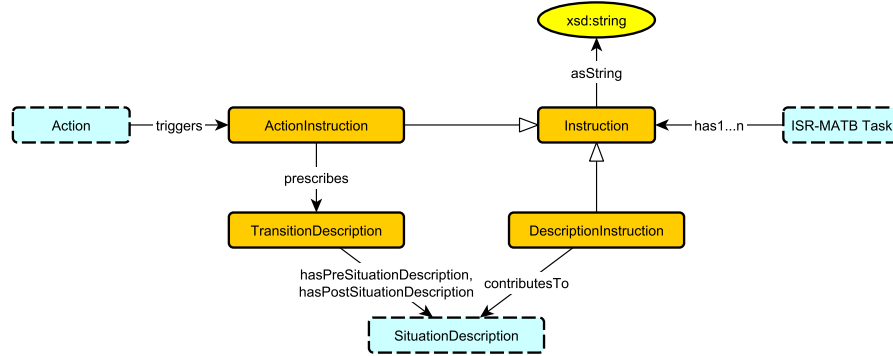 xsd:string
asString
Action
triggers
ActionInstruction
Instruction
has1...n
ISR-MATB Task
prescribes
TransitionDescription
DescriptionInstruction
hasPreSituationDescription,
hasPostSituationDescription
contributesTo
SituationDescription